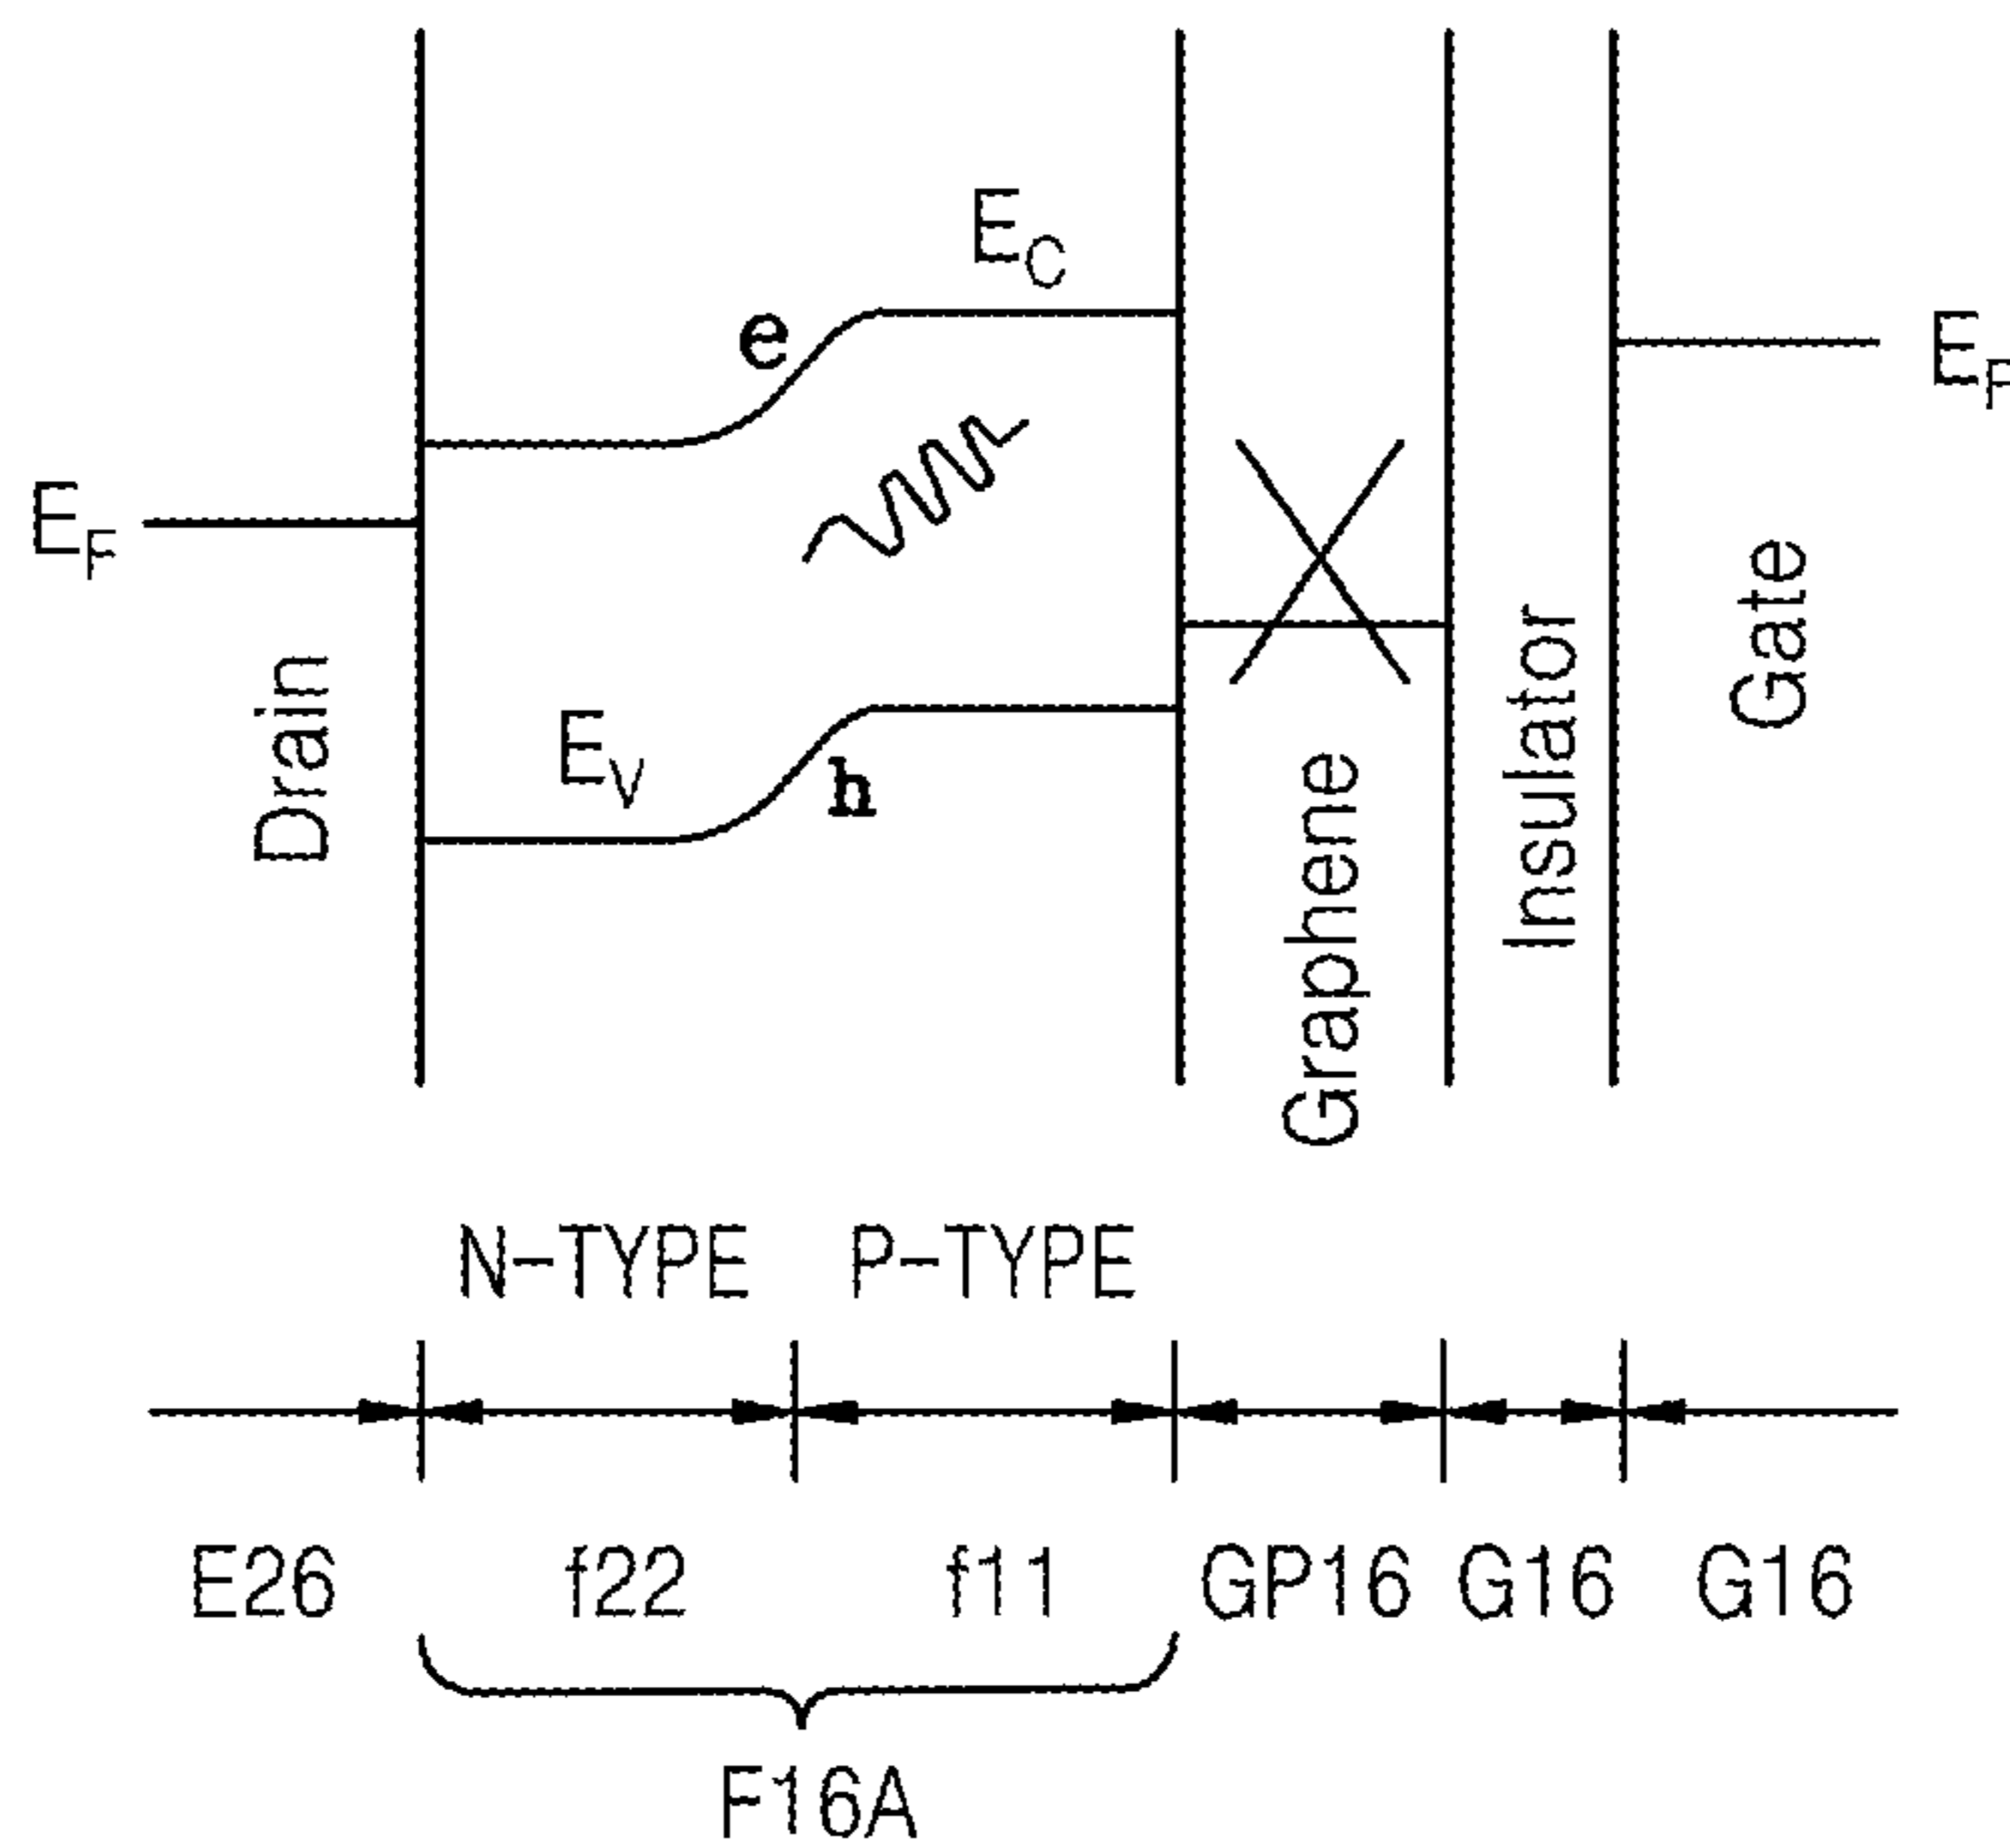 E_C
e
E_F
E_F
E_V
h
Drain
Graphene
Insulator
Gate
N-TYPE P-TYPE
E26 f22 f11 GP16 G16 G16
F16A